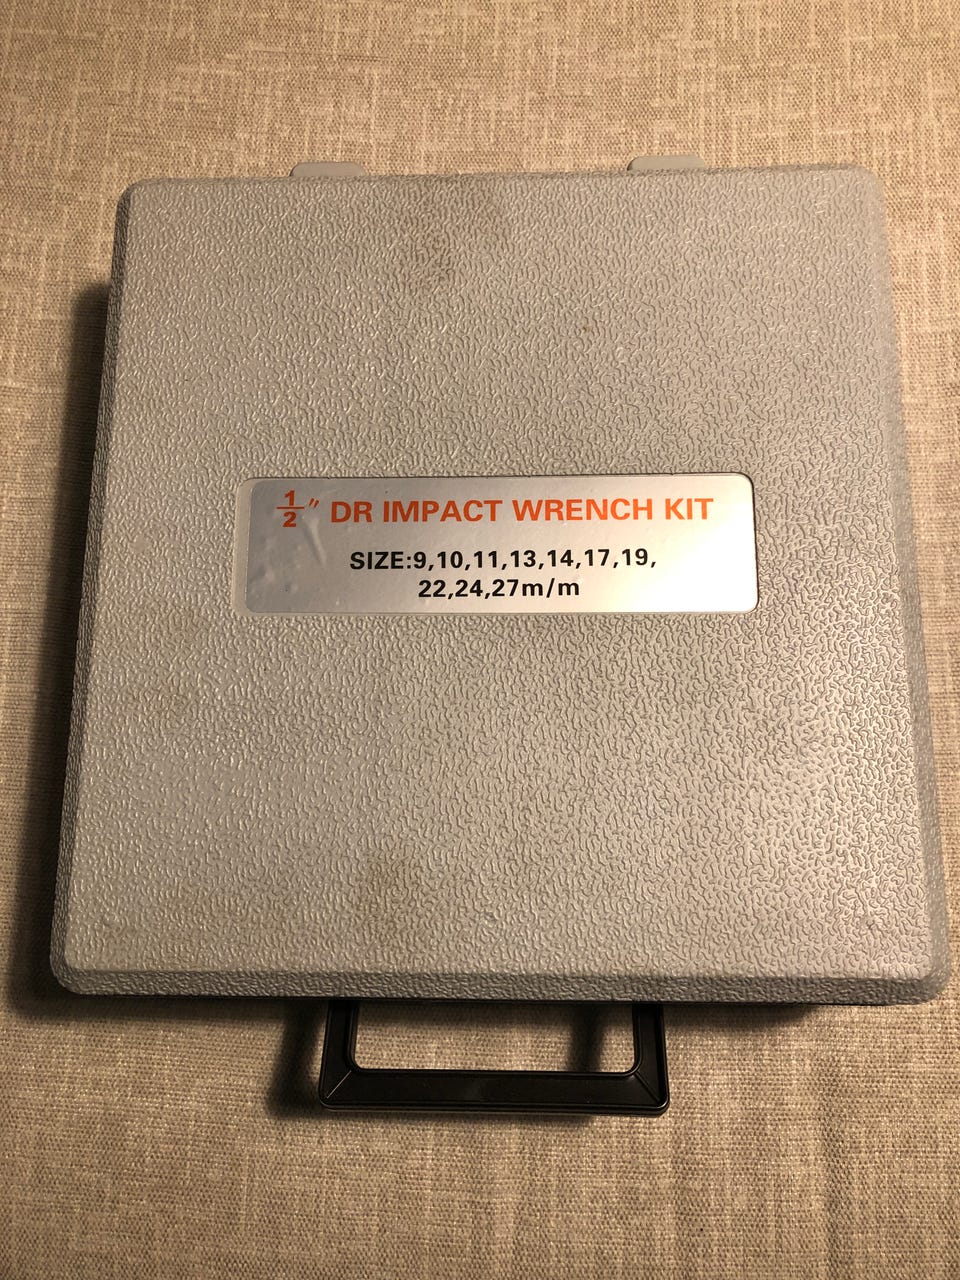 ½" DR IMPACT WRENCH KIT
SIZE:9,10,11,13,14,17,19,
22,24,27m/m